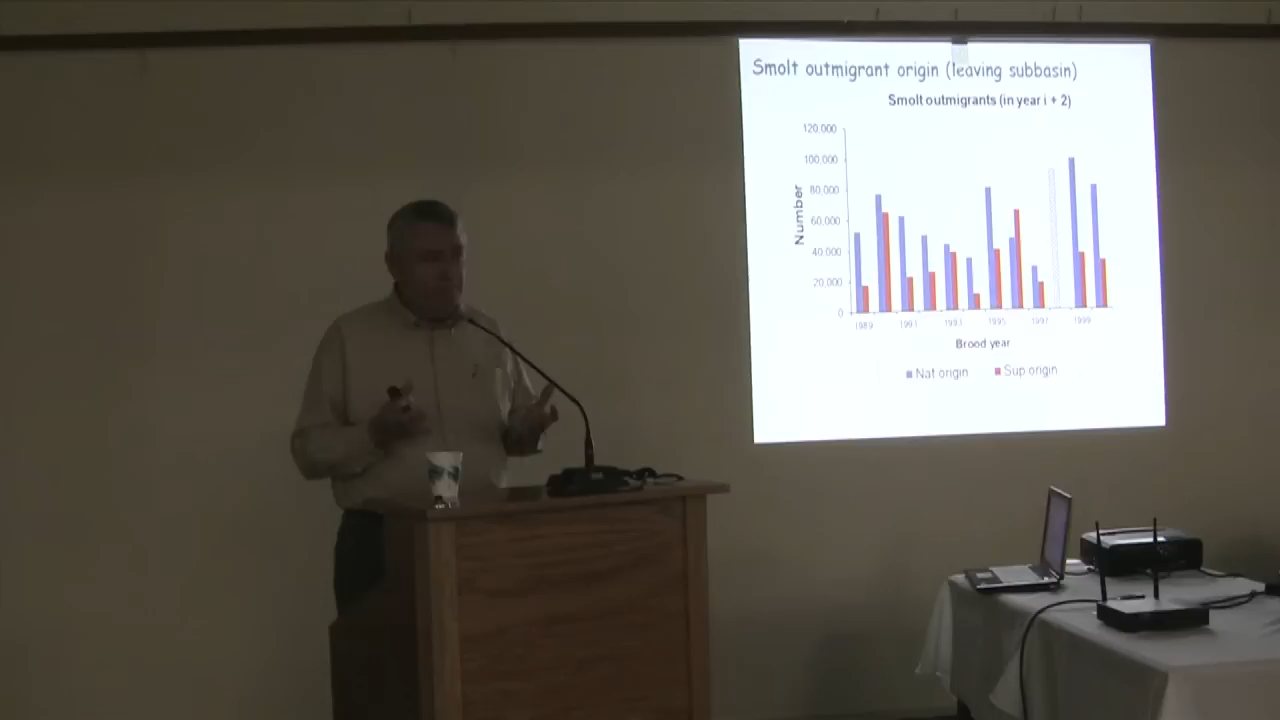 Smolt outmigrant origin (leaving subbasin)
Smolt outmigrants (in year i + 2)
120,000
100,000
80,000
60,000
40,000
20,000
0
Number
1989 1991 1993 1995 1997 1999
Brood year
Nat origin Sup origin